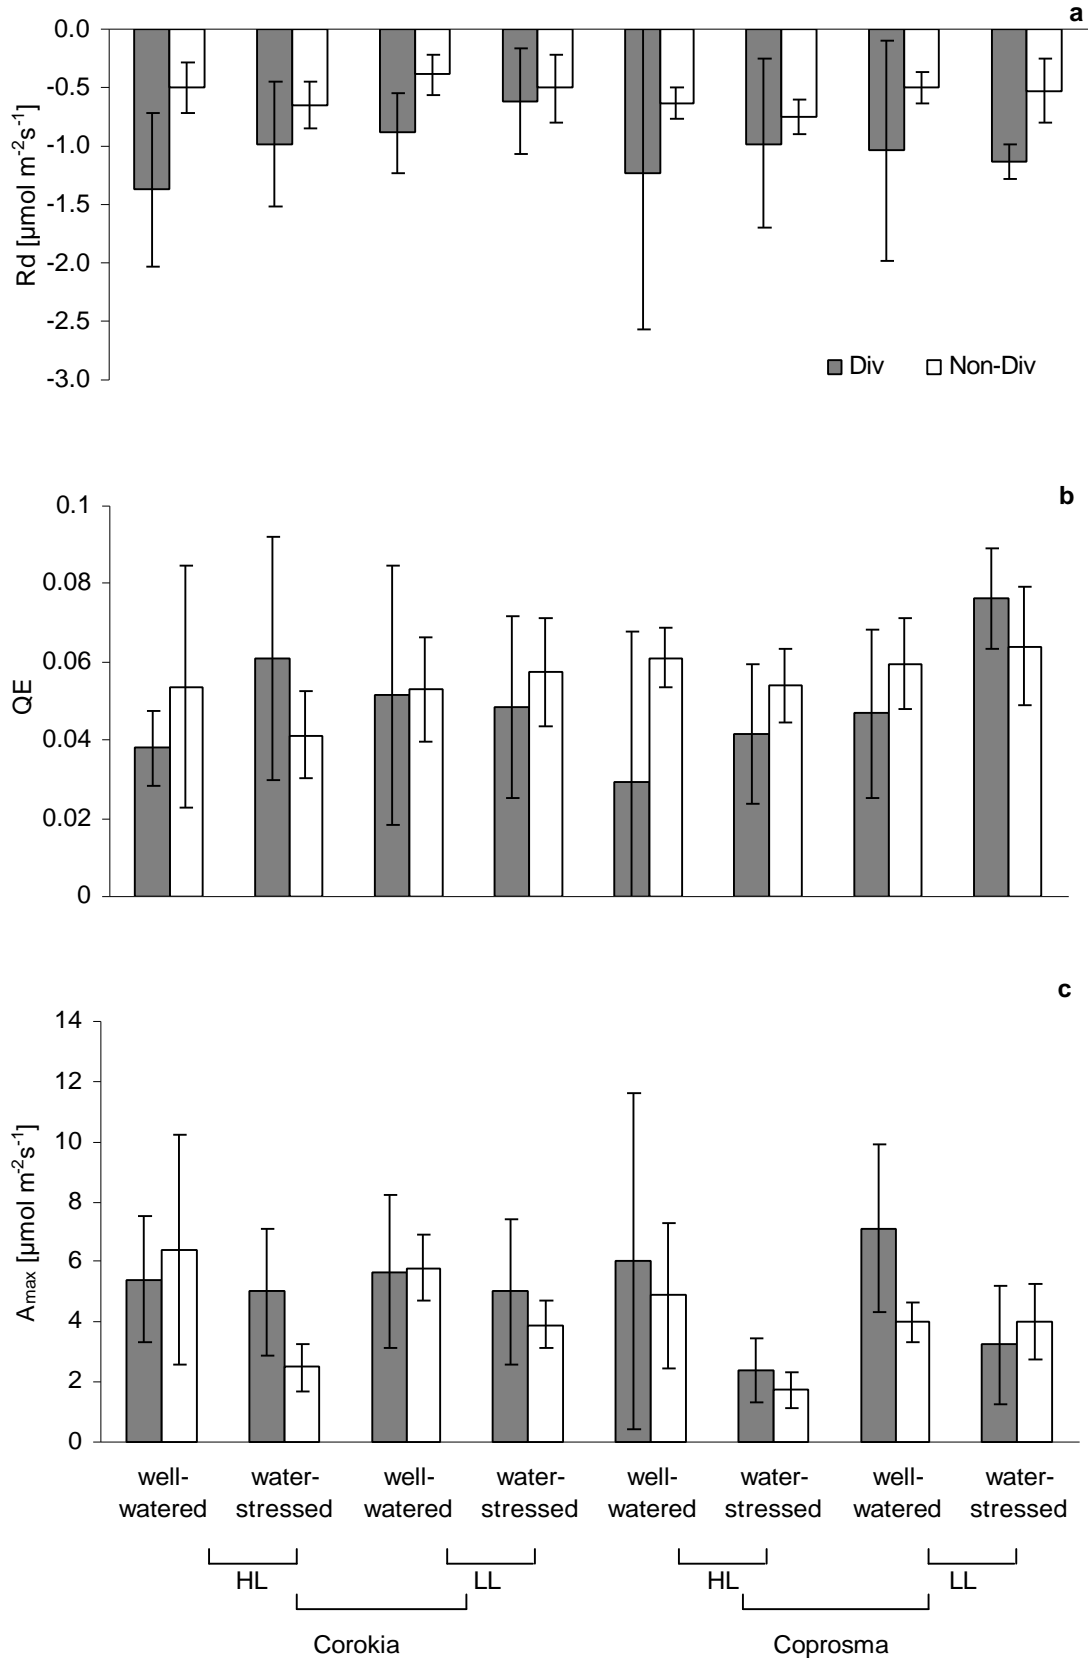 a
0.0
-0.5
-1.0
-1.5
-2.0
-2.5
-3.0
Rd [µmol m-2s-1]
Div Non-Div
b
0.1
0.08
0.06
0.04
0.02
0
QE
c
14
12
10
8
6
4
2
0
Amax [µmol m-2s-1]
well- water- well- water- well- water- well- water-
watered stressed watered stressed watered stressed watered stressed
HL LL HL LL
Corokia Coprosma